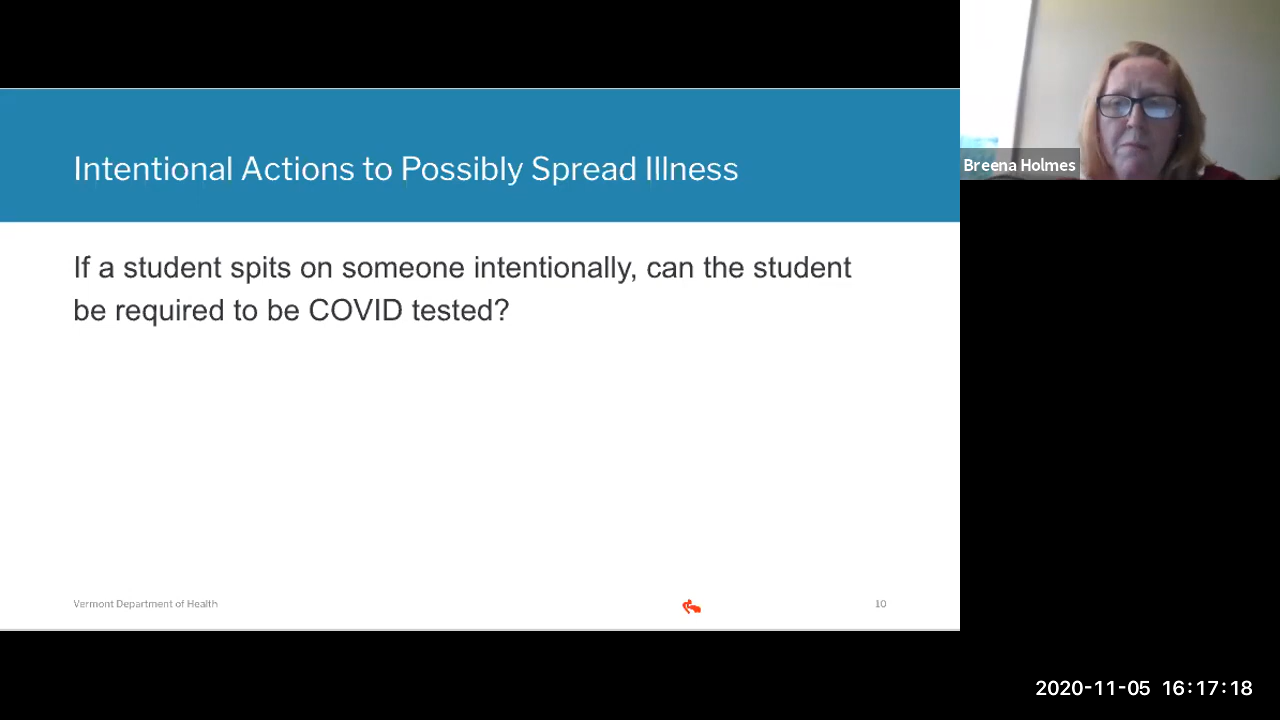 Intentional Actions to Possibly Spread Illness
Breena Holmes
If a student spits on someone intentionally, can the student
be required to be COVID tested?
Vermont Department of Health
10
2020-11-05 16:17:18